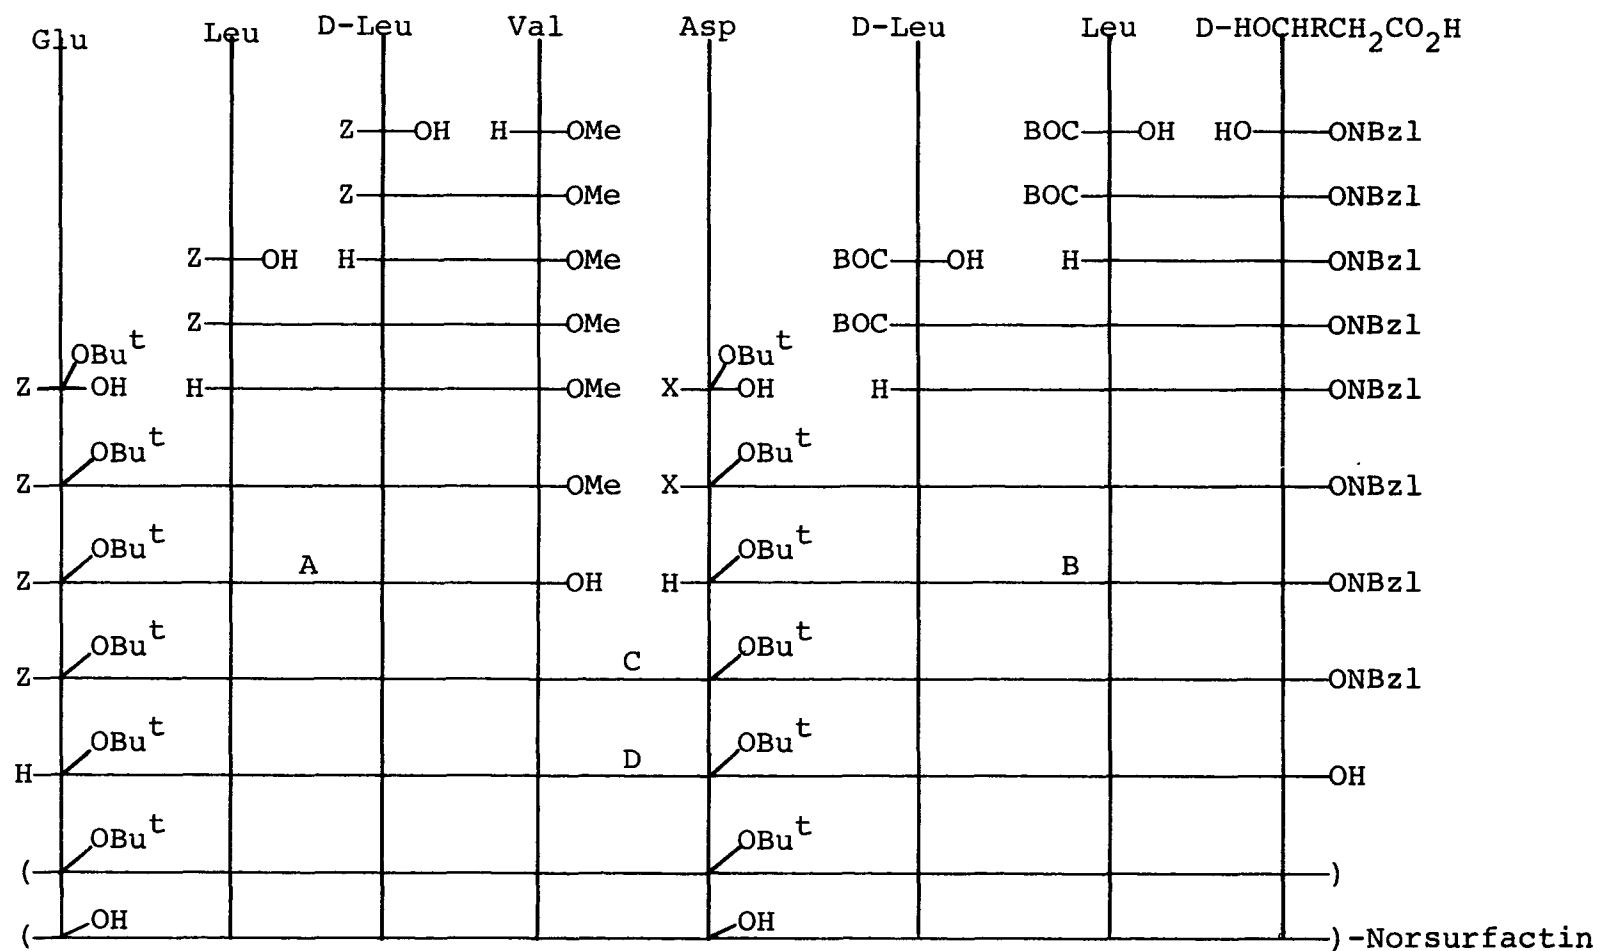 Glu Leu D-Leu Val Asp D-Leu Leu D-HOCHRCH2CO2H
Z OH H OMe BOC OH HO ONBzl
Z OMe BOC ONBzl
Z OH H OMe BOC OH H ONBzl
Z OMe BOC ONBzl
OBut OBut
Z OH H OMe X OH H ONBzl
OBut OBut
Z OMe X ONBzl
OBut A OBut B
Z OH H ONBzl
OBut C OBut
Z ONBzl
OBut D OBut
H OH
OBut OBut
( )
OH OH
( )-Norsurfactin